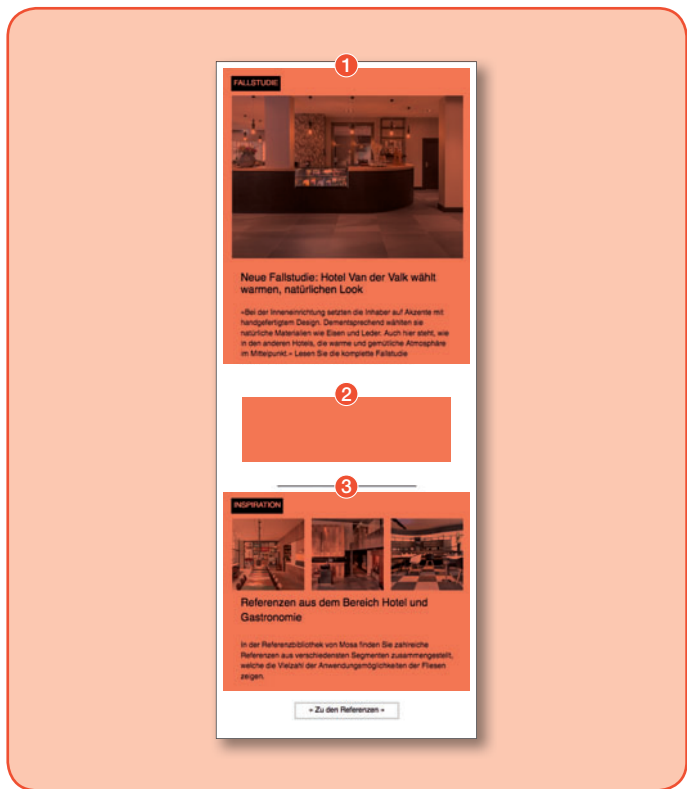 1
FALLSTUDIE
Neue Fallstudie: Hotel Van der Valk wählt
warmen, natürlichen Look
«Bei der Inneneinrichtung setzten die Inhaber auf Akzente mit
handgefertigtem Design. Dementsprechend wählten sie
natürliche Materialien wie Eisen und Leder. Auch hier steht, wie
in den anderen Hotels, die warme und gemütliche Atmosphäre
im Mittelpunkt.» Lesen Sie die komplette Fallstudie
2
3
INSPIRATION
Referenzen aus dem Bereich Hotel und
Gastronomie
In der Referenzbibliothek von Mosa finden Sie zahlreiche
Referenzen aus verschiedensten Segmenten zusammengestellt,
welche die Vielzahl der Anwendungsmöglichkeiten der Fliesen
zeigen.
» Zu den Referenzen «